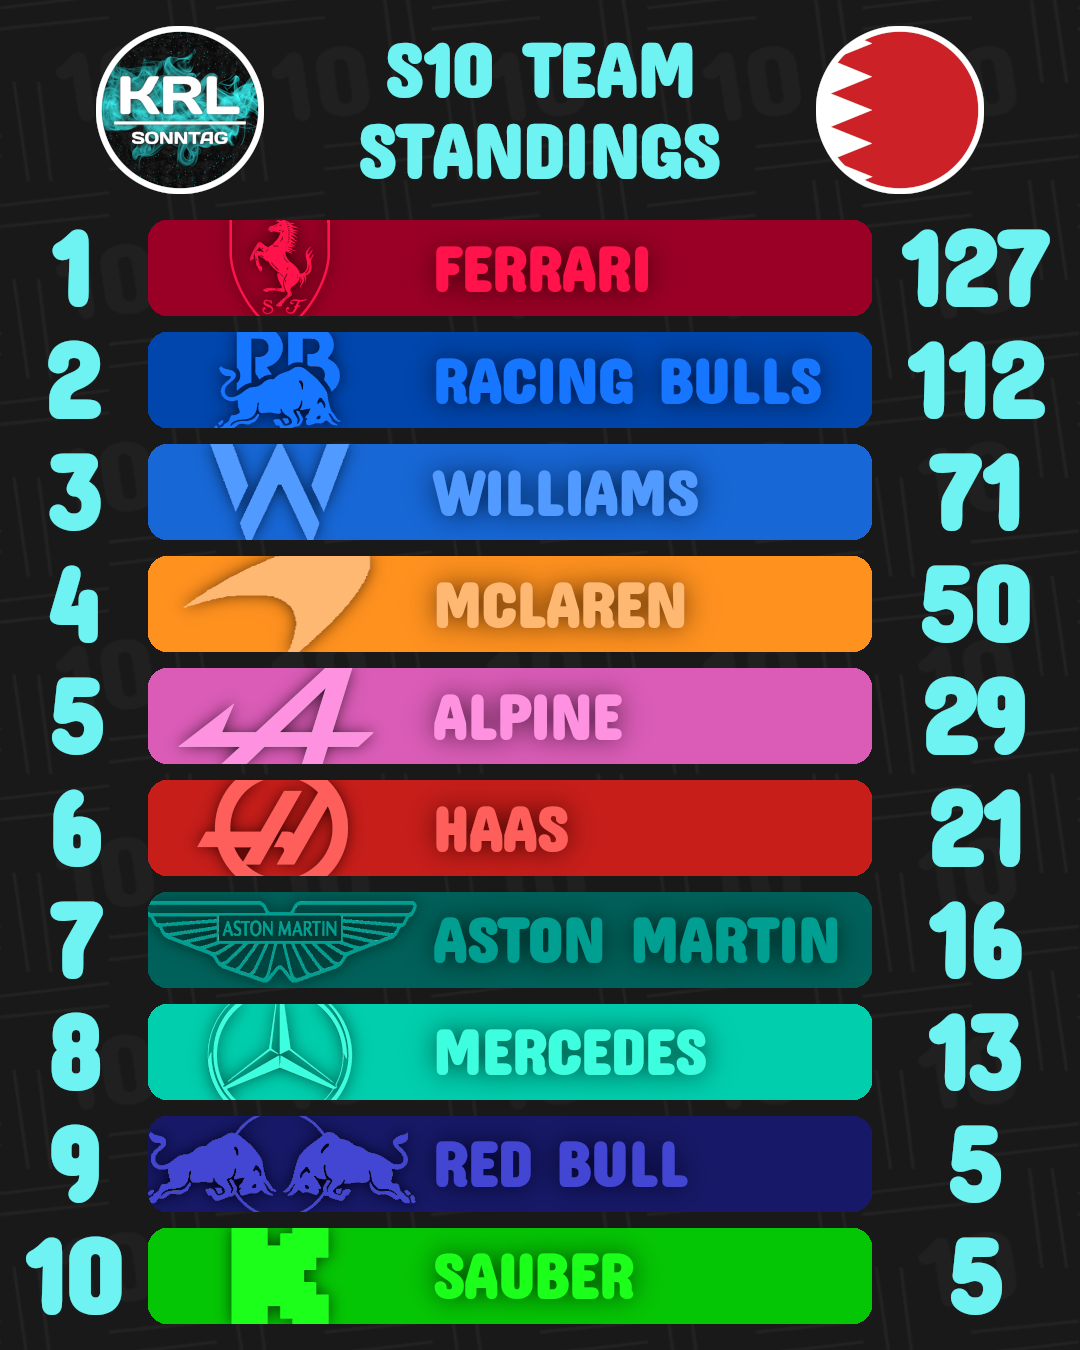 KRL
SONNTAG
S10 TEAM
STANDINGS
1 FERRARI 127
S F
2 RB RACING BULLS 112
3 WILLIAMS 71
4 MCLAREN 50
5 ALPINE 29
6 HAAS 21
7 ASTON MARTIN ASTON MARTIN 16
8 MERCEDES 13
9 RED BULL 5
10 SAUBER 5